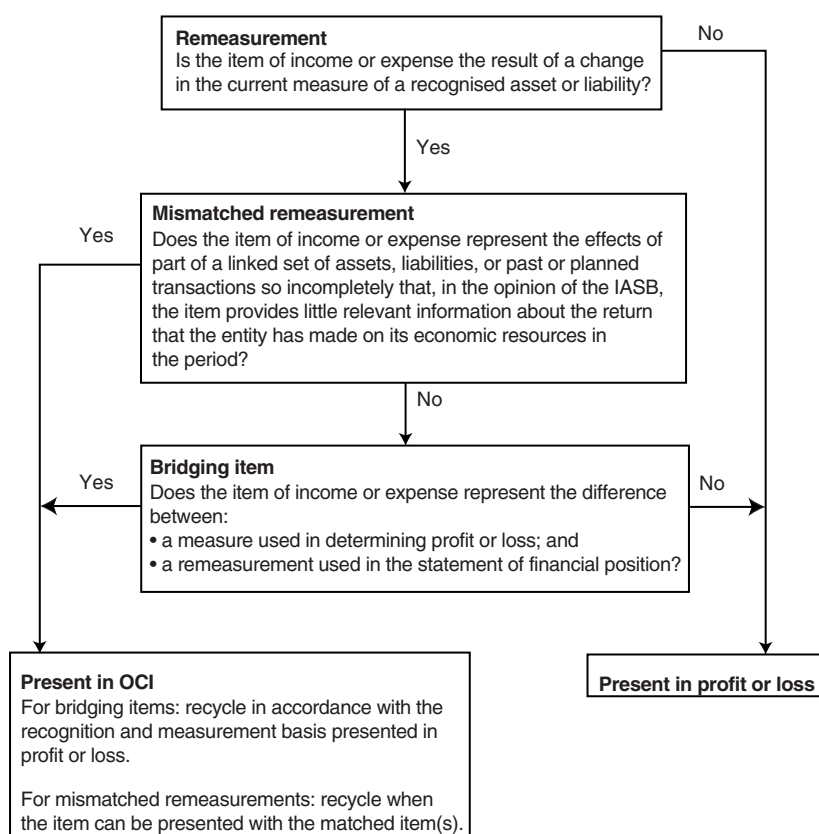 Remeasurement
Is the item of income or expense the result of a change
in the current measure of a recognised asset or liability?
No
Yes
Mismatched remeasurement
Does the item of income or expense represent the effects of
part of a linked set of assets, liabilities, or past or planned
transactions so incompletely that, in the opinion of the IASB,
the item provides little relevant information about the return
that the entity has made on its economic resources in
the period?
Yes
No
Bridging item
Does the item of income or expense represent the difference
between:
• a measure used in determining profit or loss; and
• a remeasurement used in the statement of financial position?
Yes
No
Present in OCI
For bridging items: recycle in accordance with the
recognition and measurement basis presented in
profit or loss.
For mismatched remeasurements: recycle when
the item can be presented with the matched item(s).
Present in profit or loss